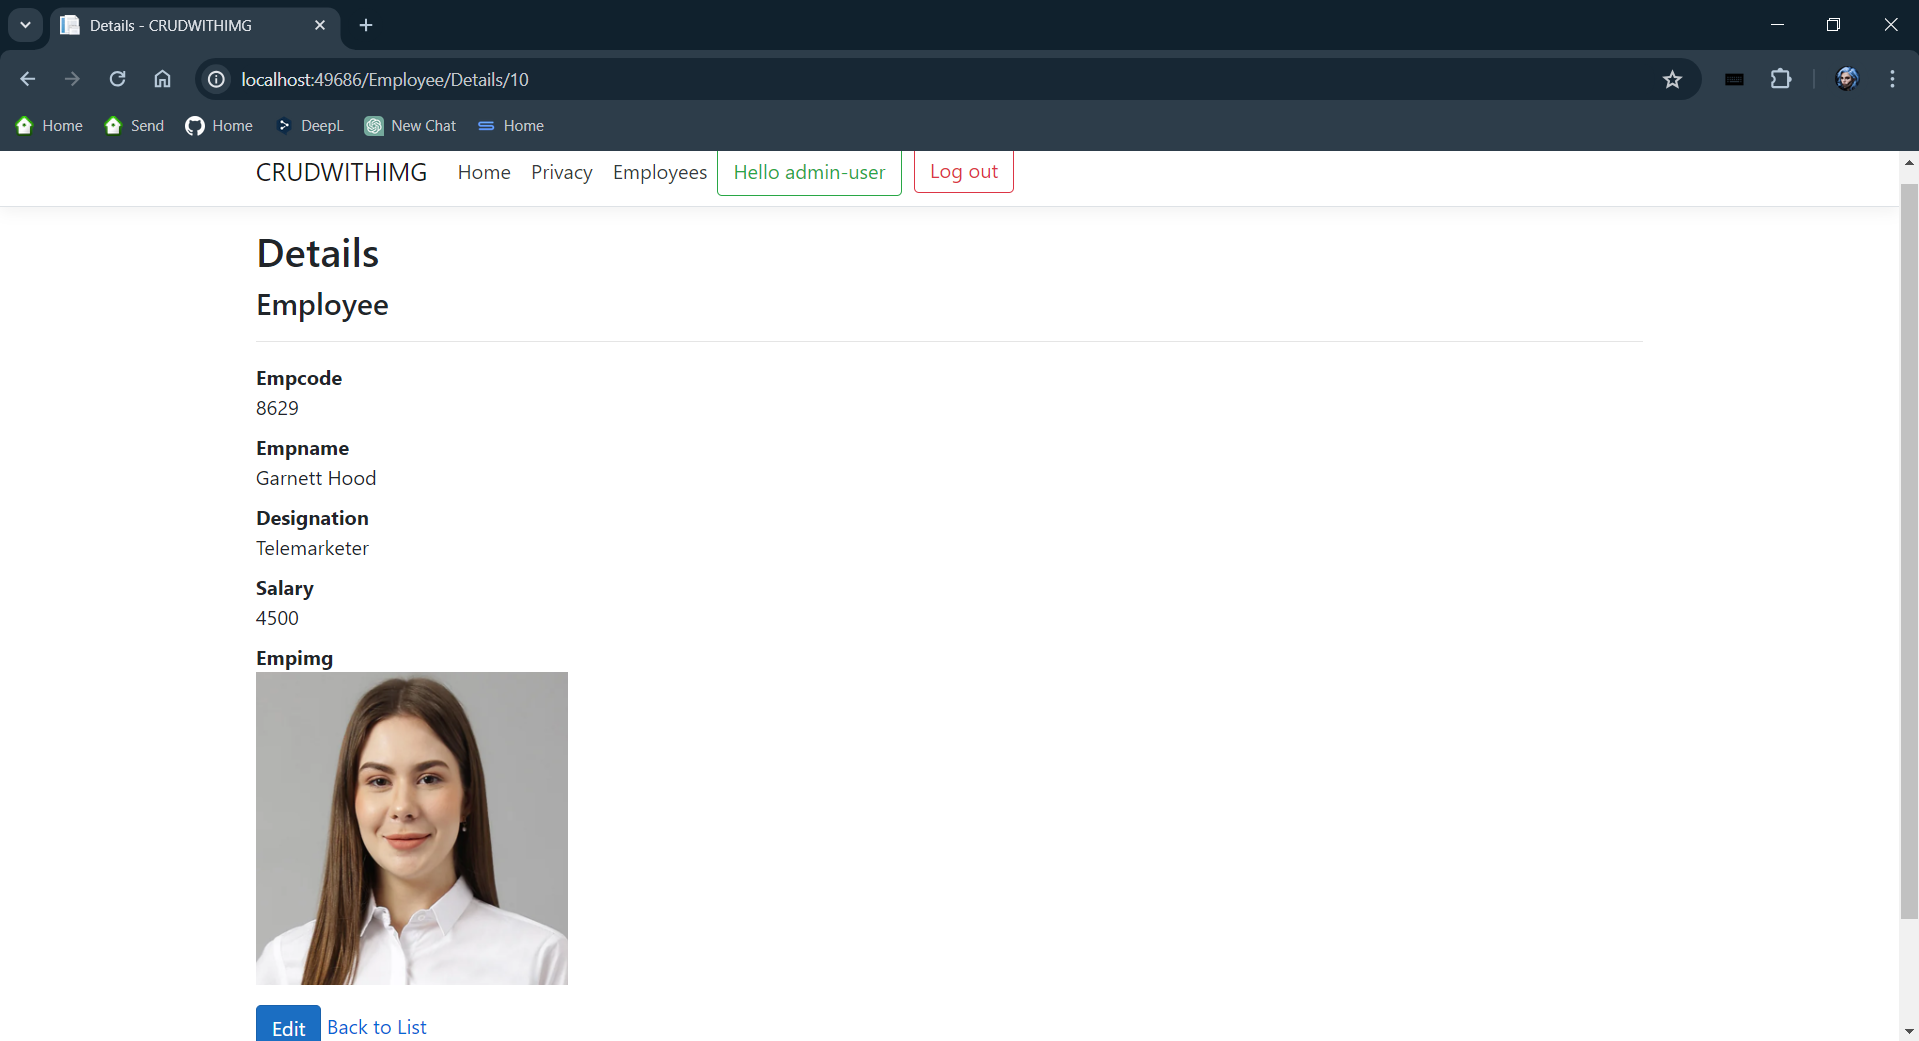 Details - CRUDWITHIMG
localhost:49686/Employee/Details/10
Home Send Home DeepL New Chat Home
CRUDWITHIMG Home Privacy Employees Hello admin-user Log out
Details
Employee
Empcode
8629
Empname
Garnett Hood
Designation
Telemarketer
Salary
4500
Empimg
Edit Back to List